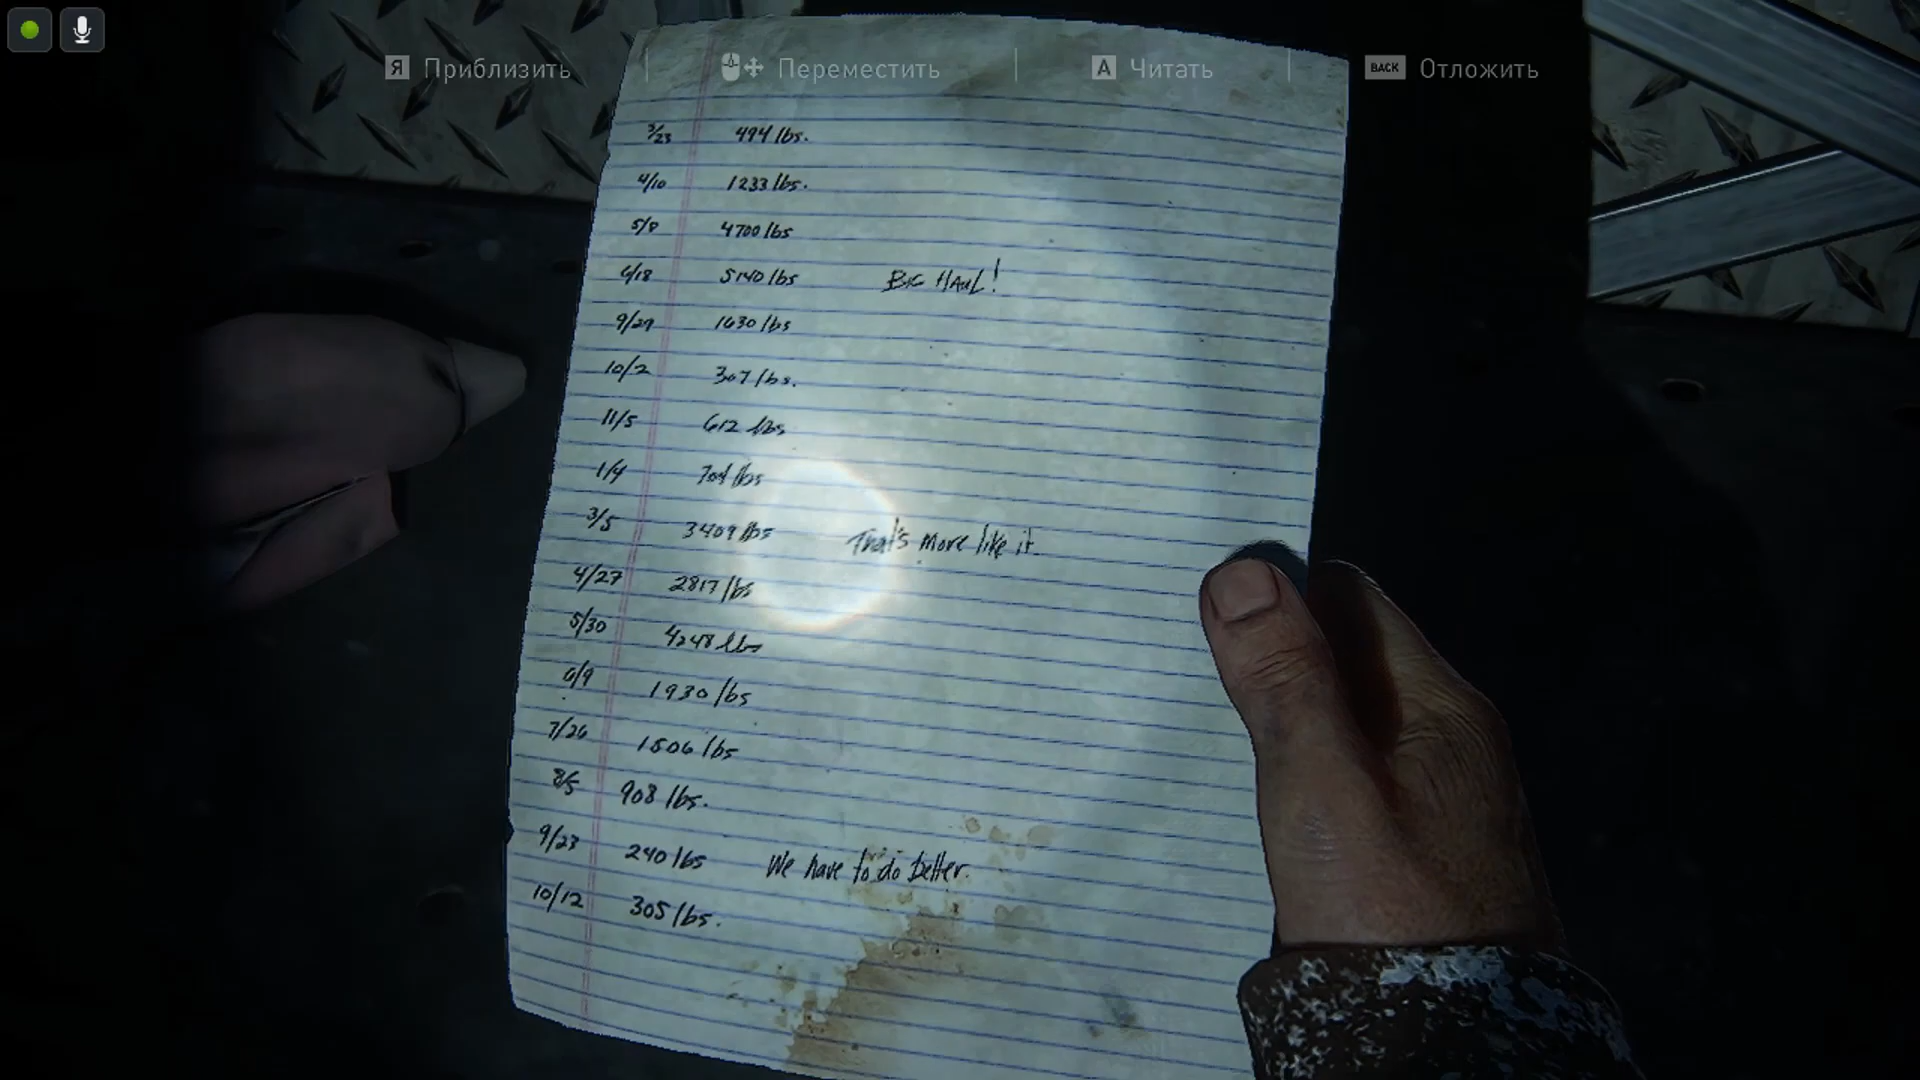 Я Приблизить Переместить A Читать BACK Отложить
3/23 494 lbs.
4/10 1233 lbs.
5/8 4700 lbs
6/18 5140 lbs BIG HAUL!
9/27 1630 lbs
10/2 307 lbs.
11/5 612 lbs
1/4 704 lbs
3/5 3409 lbs That's more like it.
4/27 2817 lbs
5/30 4248 lbs
6/9 1930 lbs
7/26 1506 lbs
8/5 908 lbs.
9/23 240 lbs We have to do better.
10/12 305 lbs.